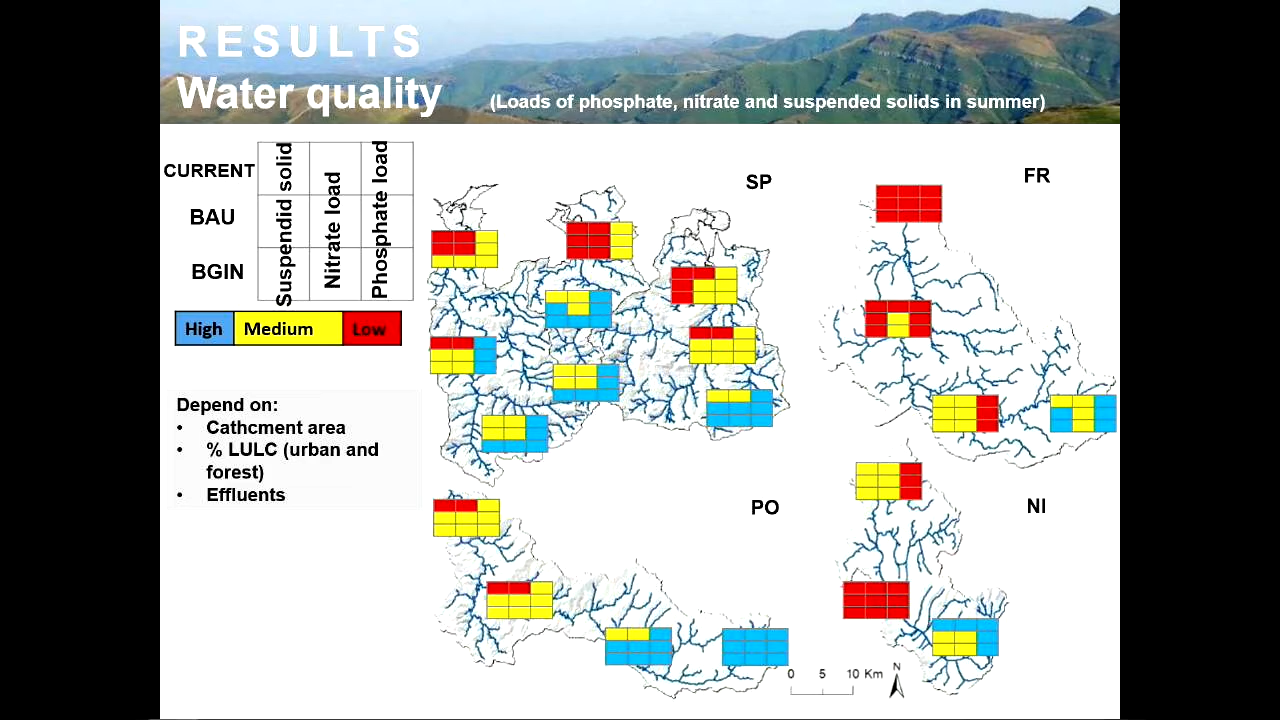 RESULTS
Water quality
(Loads of phosphate, nitrate and suspended solids in summer)
CURRENT
BAU
BGIN
Suspendid solid
Nitrate load
Phosphate load
High
Medium
Low
Depend on:
• Cathcment area
• % LULC (urban and
forest)
• Effluents
SP
FR
PO
NI
0 5 10 Km
N